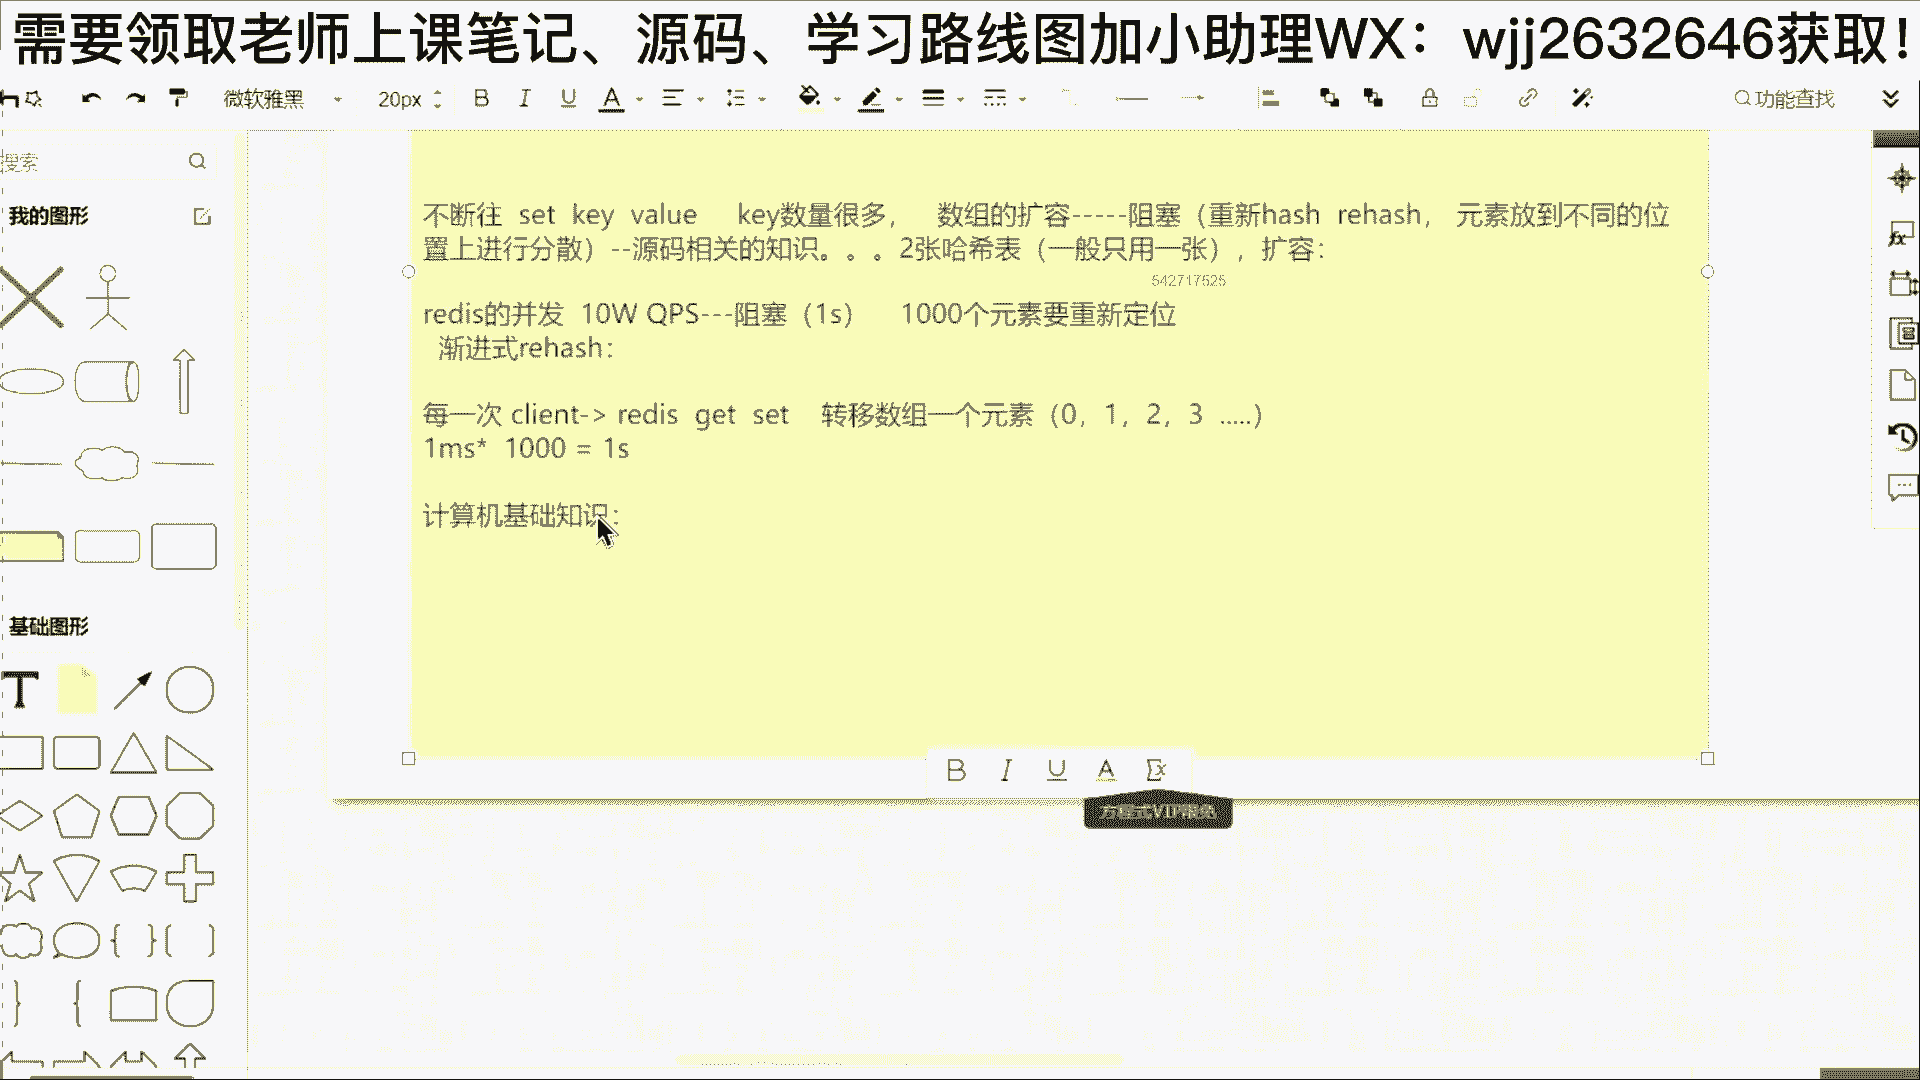 需要领取老师上课笔记、源码、学习路线图加小助理WX：wjj2632646获取！
微软雅黑 20px B I U A 功能查找
搜索
我的图形
不断往 set key value key数量很多， 数组的扩容-----阻塞（重新hash rehash， 元素放到不同的位
置上进行分散）--源码相关的知识。。。2张哈希表（一般只用一张），扩容：
542717525
redis的并发 10W QPS---阻塞（1s） 1000个元素要重新定位
渐进式rehash：
每一次 client-> redis get set 转移数组一个元素（0，1，2，3 .....）
1ms* 1000 = 1s
计算机基础知识：
基础图形
T
B I U A Σx
方程式VIP限免